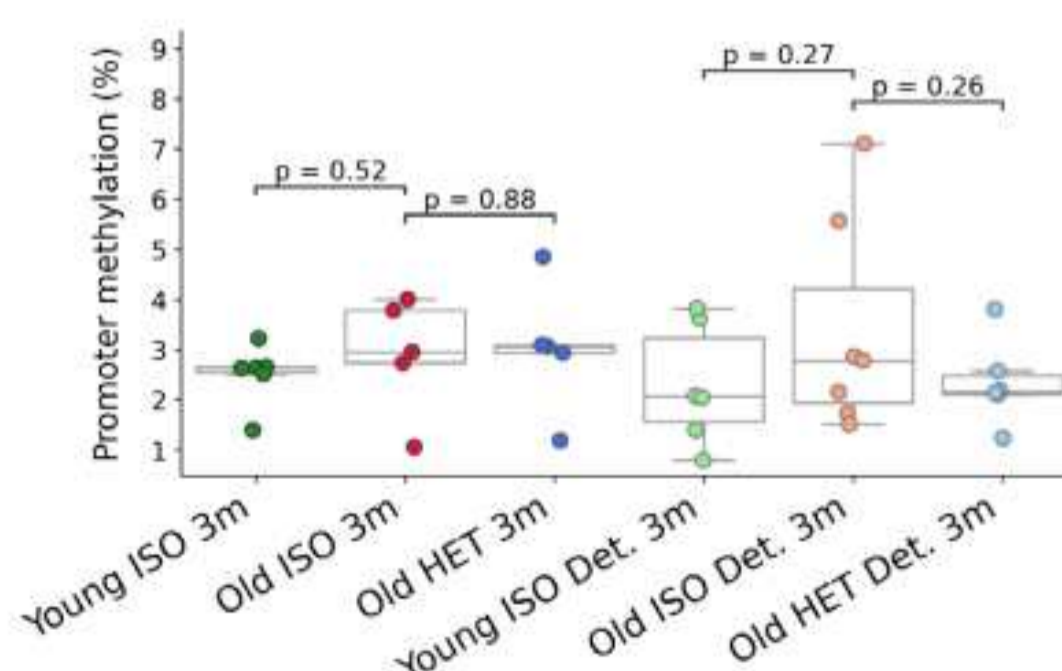 Promoter methylation (%)
9
8
7
6
5
4
3
2
1
p = 0.52
p = 0.88
p = 0.27
p = 0.26
Young ISO 3m
Old ISO 3m
Old HET 3m
Young ISO Det. 3m
Old ISO Det. 3m
Old HET Det. 3m